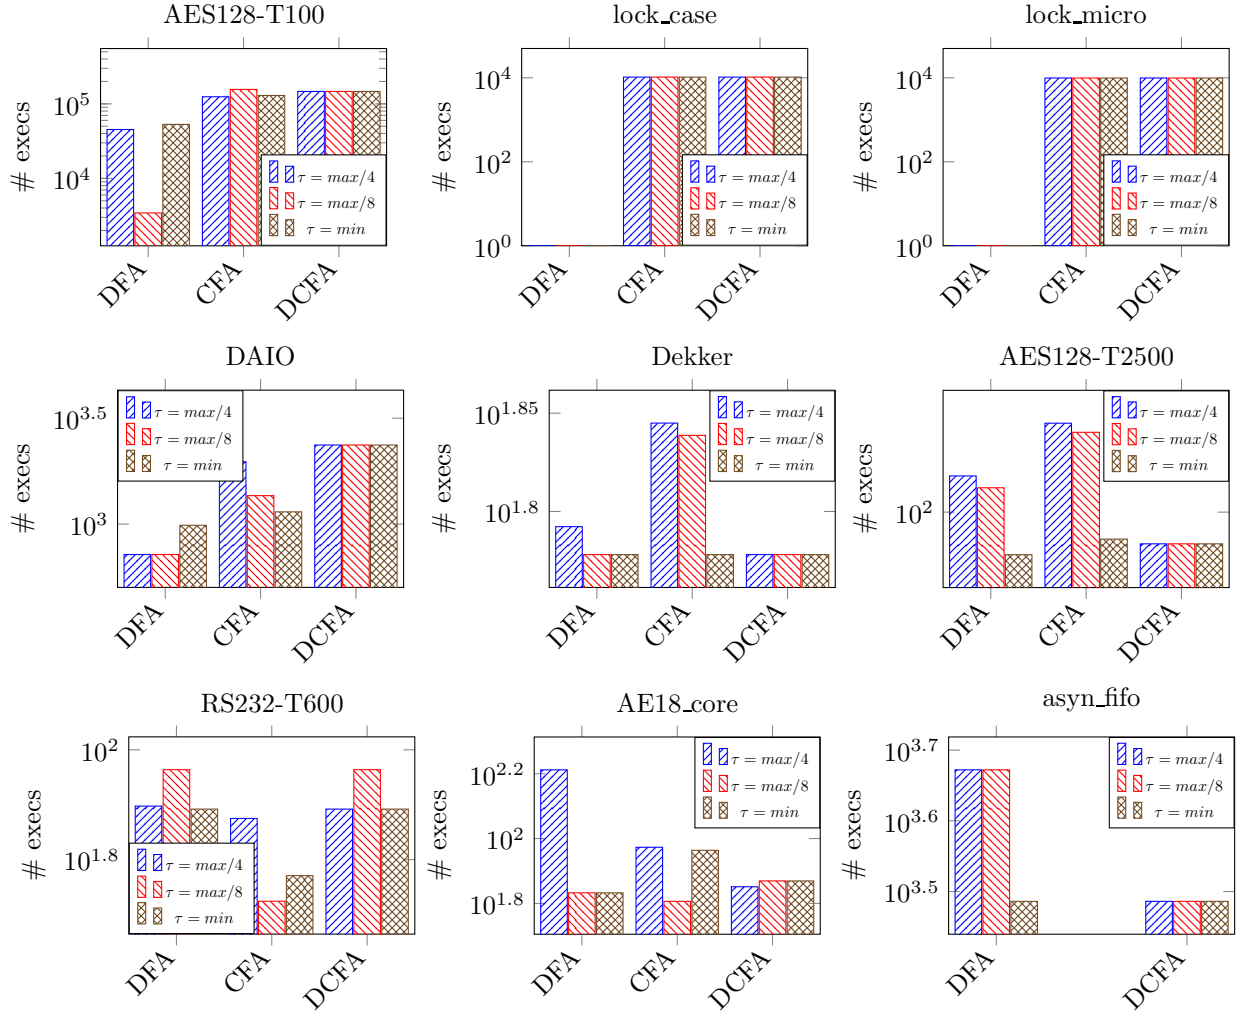 AES128-T100
# execs
10^5
10^4
τ = max/4
τ = max/8
τ = min
DFA
CFA
DCFA
lock_case
# execs
10^4
10^2
10^0
τ = max/4
τ = max/8
τ = min
DFA
CFA
DCFA
lock_micro
# execs
10^4
10^2
10^0
τ = max/4
τ = max/8
τ = min
DFA
CFA
DCFA
DAIO
# execs
10^3.5
10^3
τ = max/4
τ = max/8
τ = min
DFA
CFA
DCFA
Dekker
# execs
10^1.85
10^1.8
τ = max/4
τ = max/8
τ = min
DFA
CFA
DCFA
AES128-T2500
# execs
10^2
τ = max/4
τ = max/8
τ = min
DFA
CFA
DCFA
RS232-T600
# execs
10^2
10^1.8
τ = max/4
τ = max/8
τ = min
DFA
CFA
DCFA
AE18_core
# execs
10^2.2
10^2
10^1.8
τ = max/4
τ = max/8
τ = min
DFA
CFA
DCFA
asyn_fifo
# execs
10^3.7
10^3.6
10^3.5
τ = max/4
τ = max/8
τ = min
DFA
DCFA